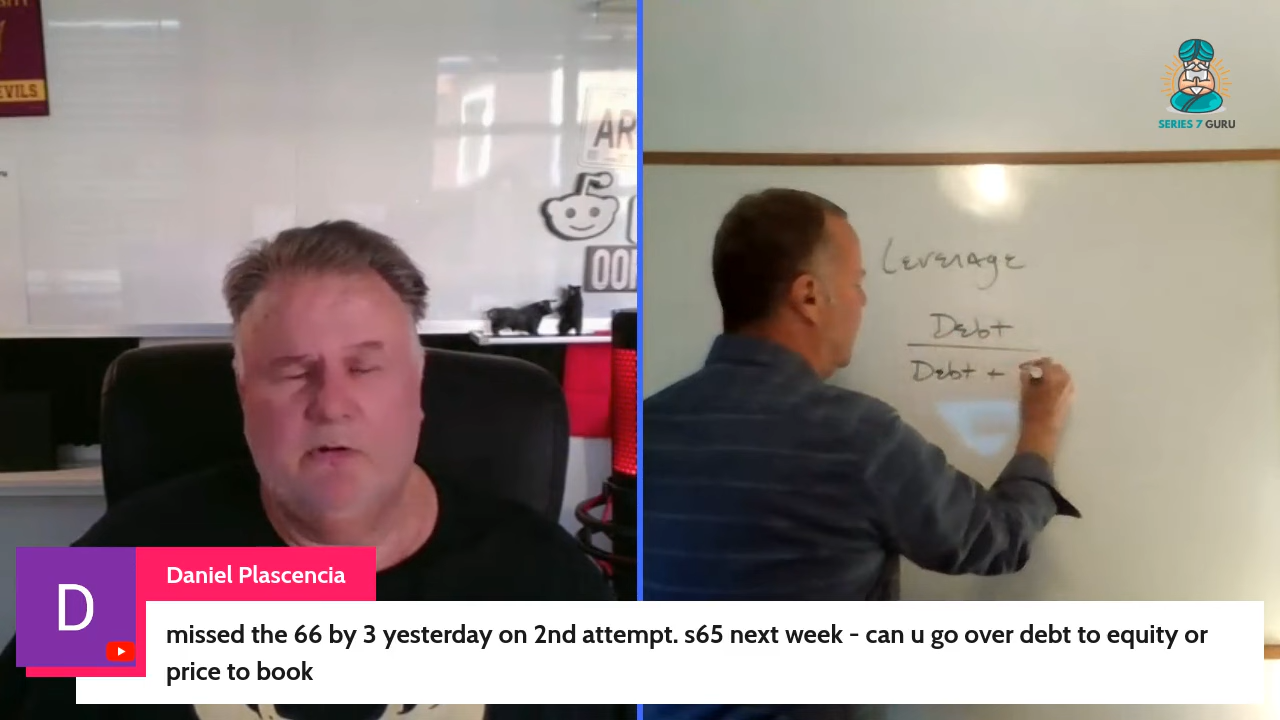 EVILS
AR
SERIES 7 GURU
Leverage
Debt
Debt +
D
Daniel Plascencia
missed the 66 by 3 yesterday on 2nd attempt. s65 next week - can u go over debt to equity or
price to book